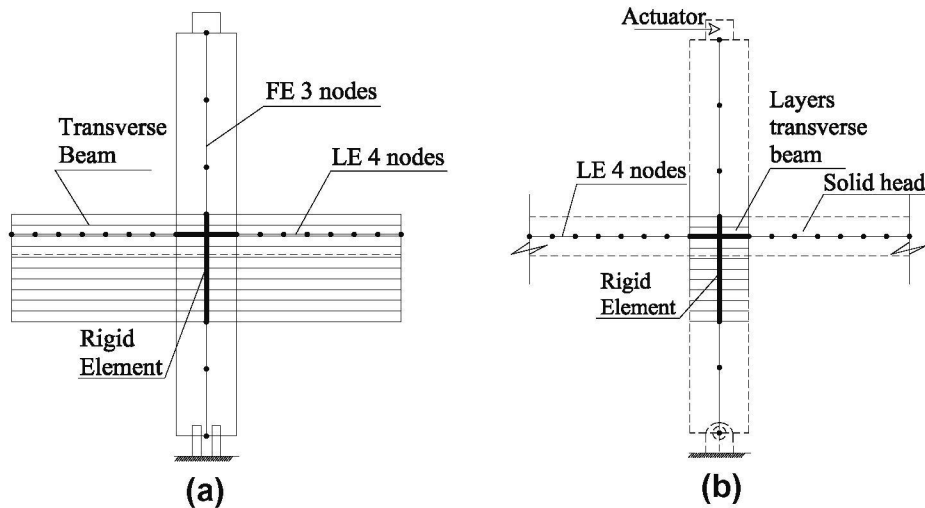 FE 3 nodes
Transverse
Beam
LE 4 nodes
Rigid
Element
(a)
Actuator
Layers
transverse
beam
LE 4 nodes
Solid head
Rigid
Element
(b)